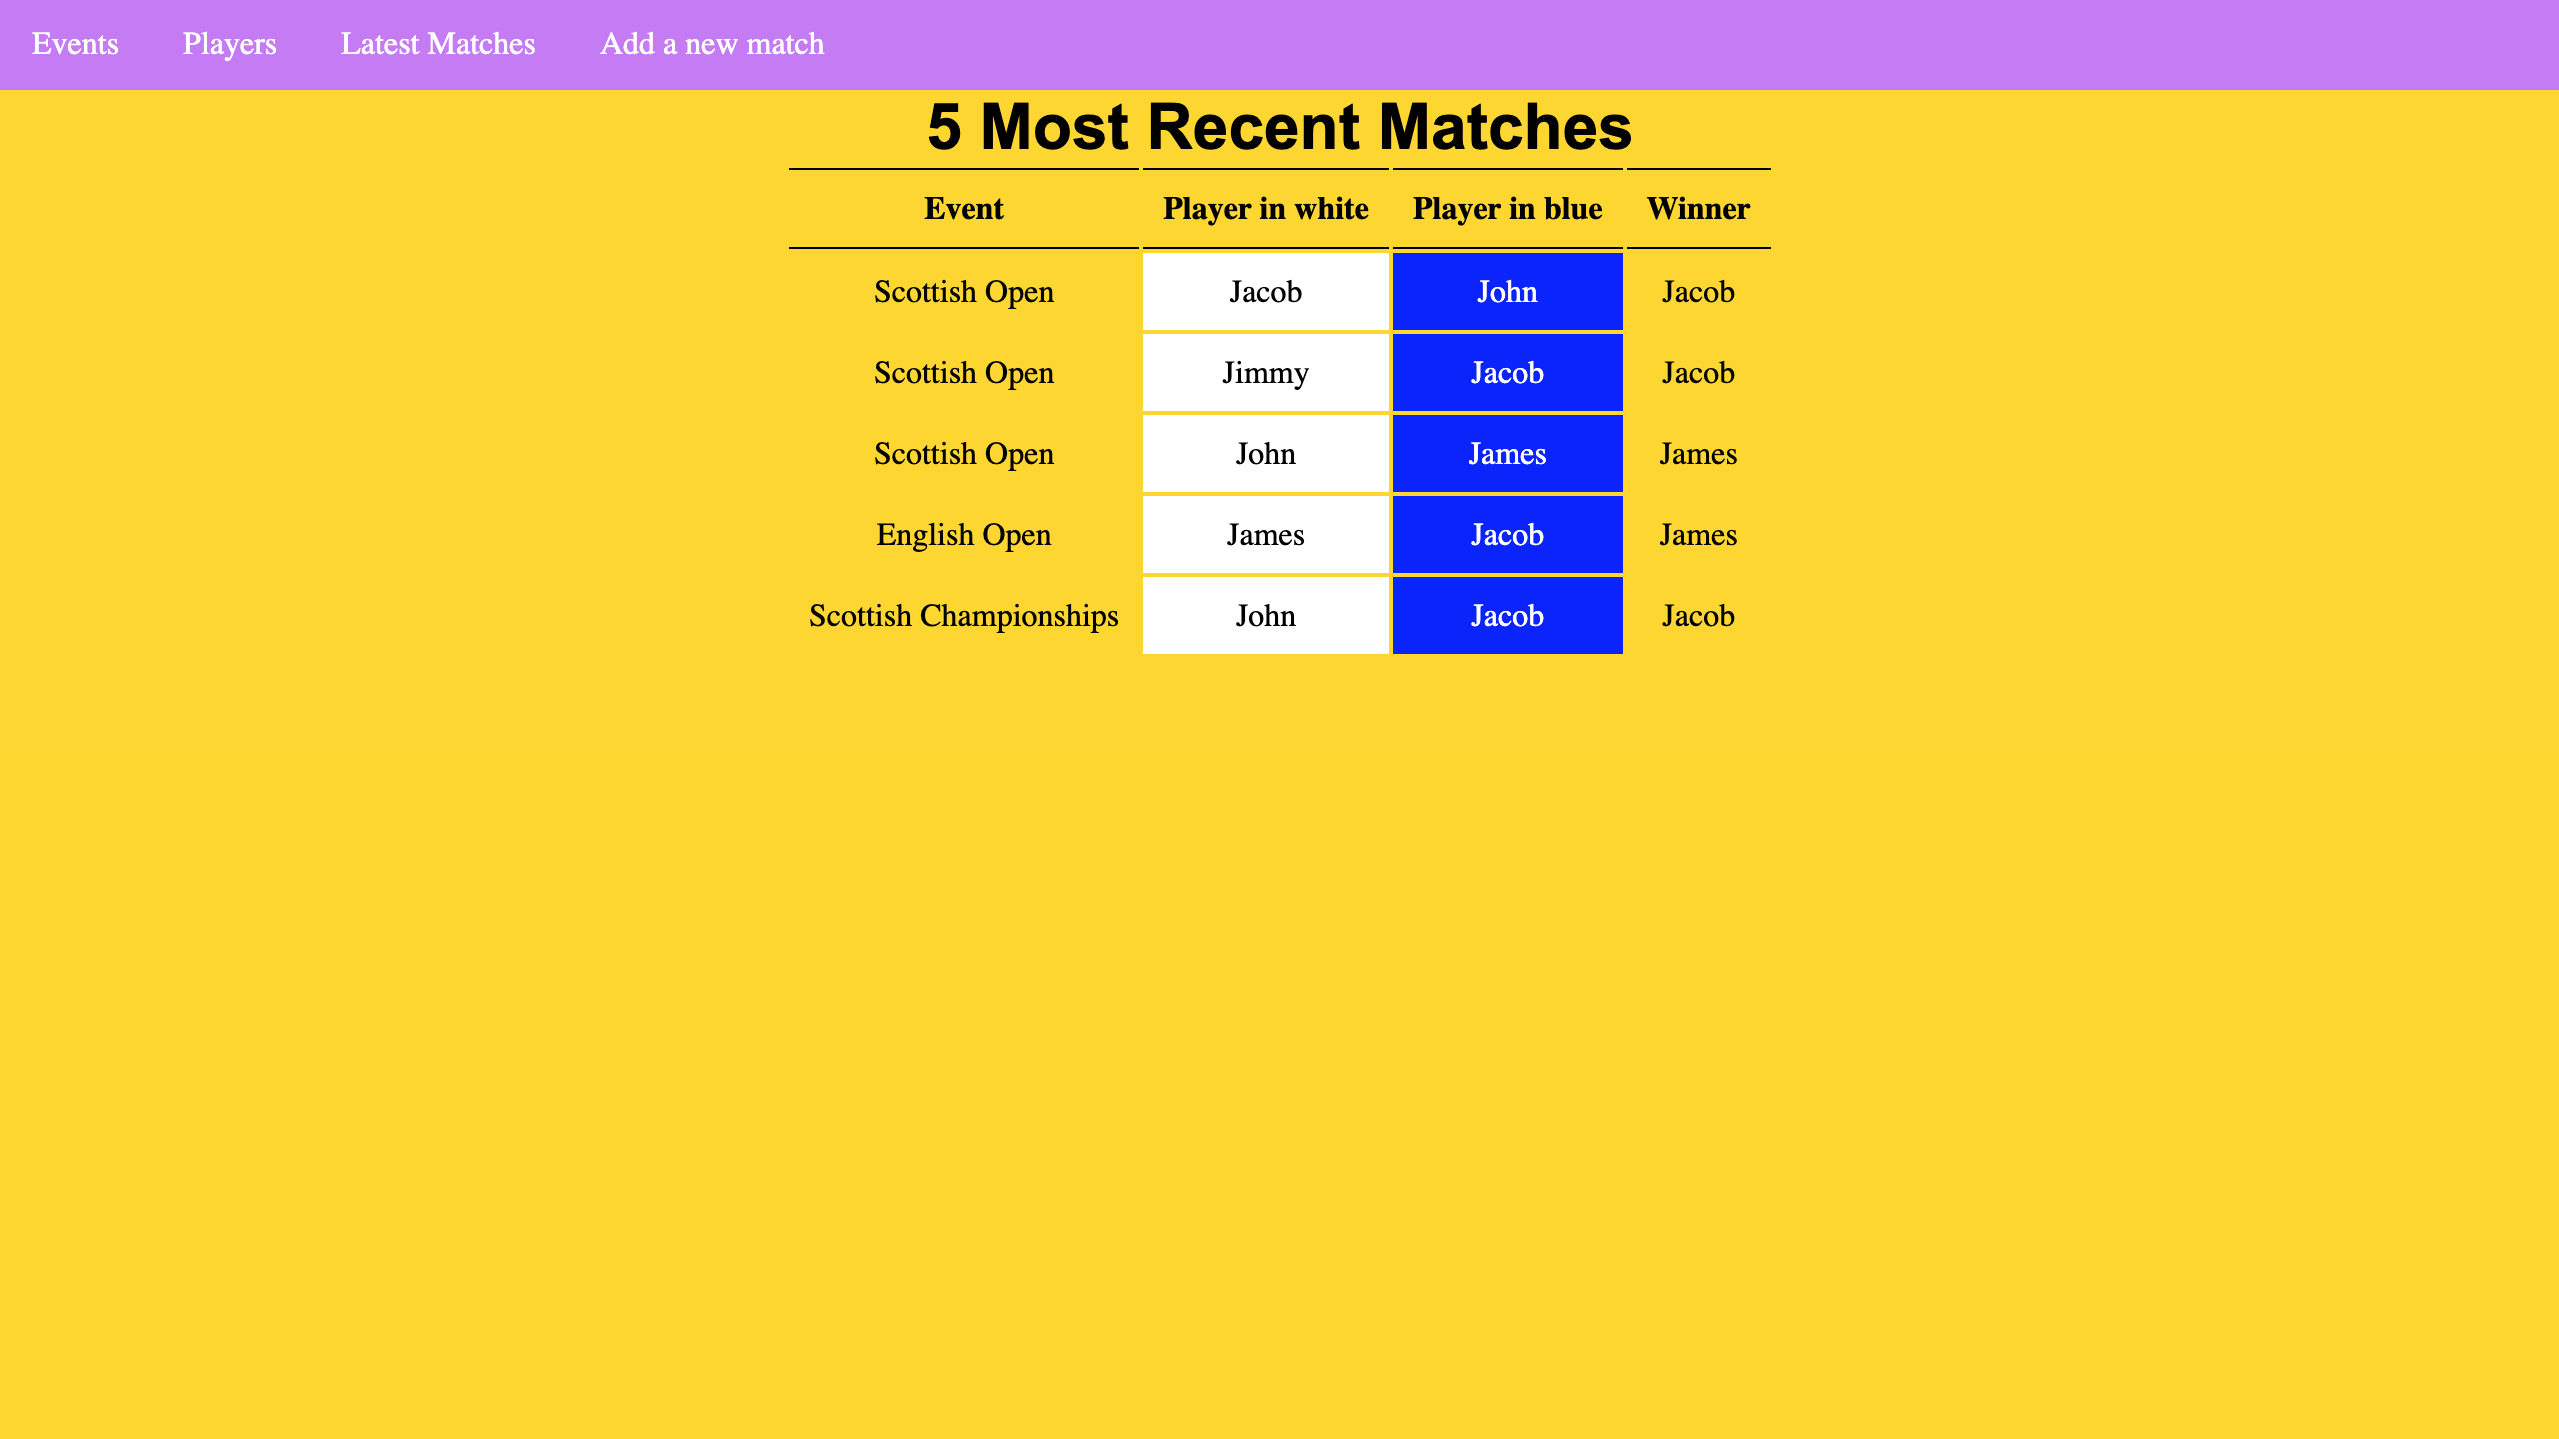 Events Players Latest Matches Add a new match
5 Most Recent Matches
Event Player in white Player in blue Winner
Scottish Open Jacob John Jacob
Scottish Open Jimmy Jacob Jacob
Scottish Open John James James
English Open James Jacob James
Scottish Championships John Jacob Jacob